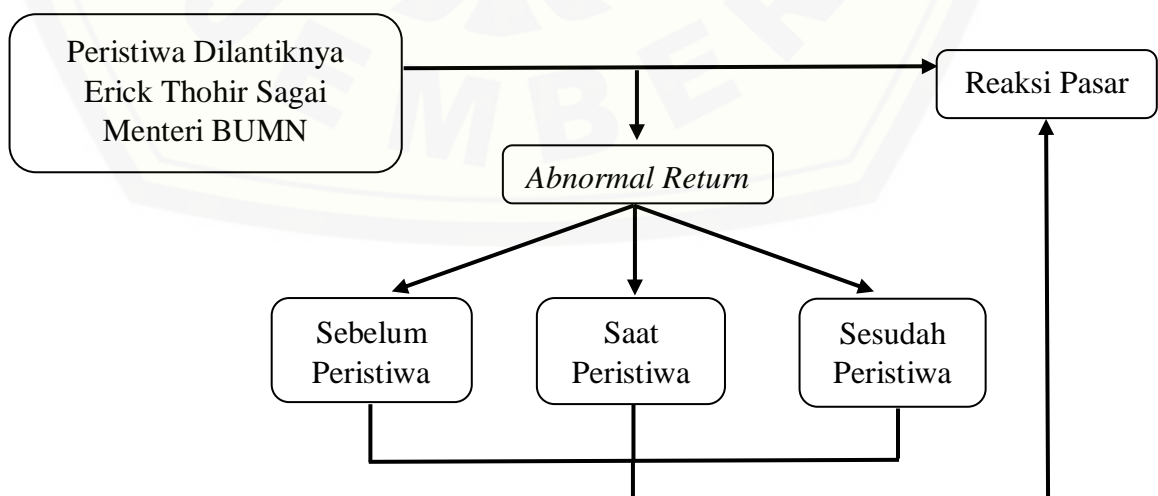 Peristiwa Dilantiknya
Erick Thohir Sagai
Menteri BUMN
Reaksi Pasar
Abnormal Return
Sebelum
Peristiwa
Saat
Peristiwa
Sesudah
Peristiwa